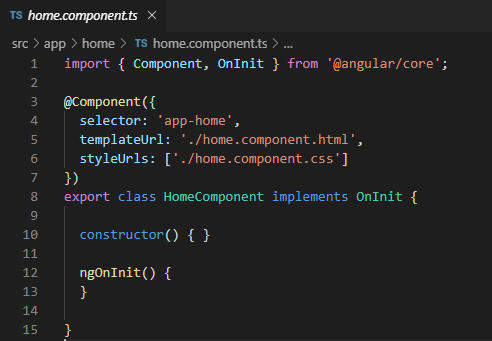 TS home.component.ts ×
src > app > home > TS home.component.ts > ...
1 import { Component, OnInit } from '@angular/core';
2
3 @Component({
4   selector: 'app-home',
5   templateUrl: './home.component.html',
6   styleUrls: ['./home.component.css']
7 })
8 export class HomeComponent implements OnInit {
9
10   constructor() { }
11
12   ngOnInit() {
13   }
14
15 }